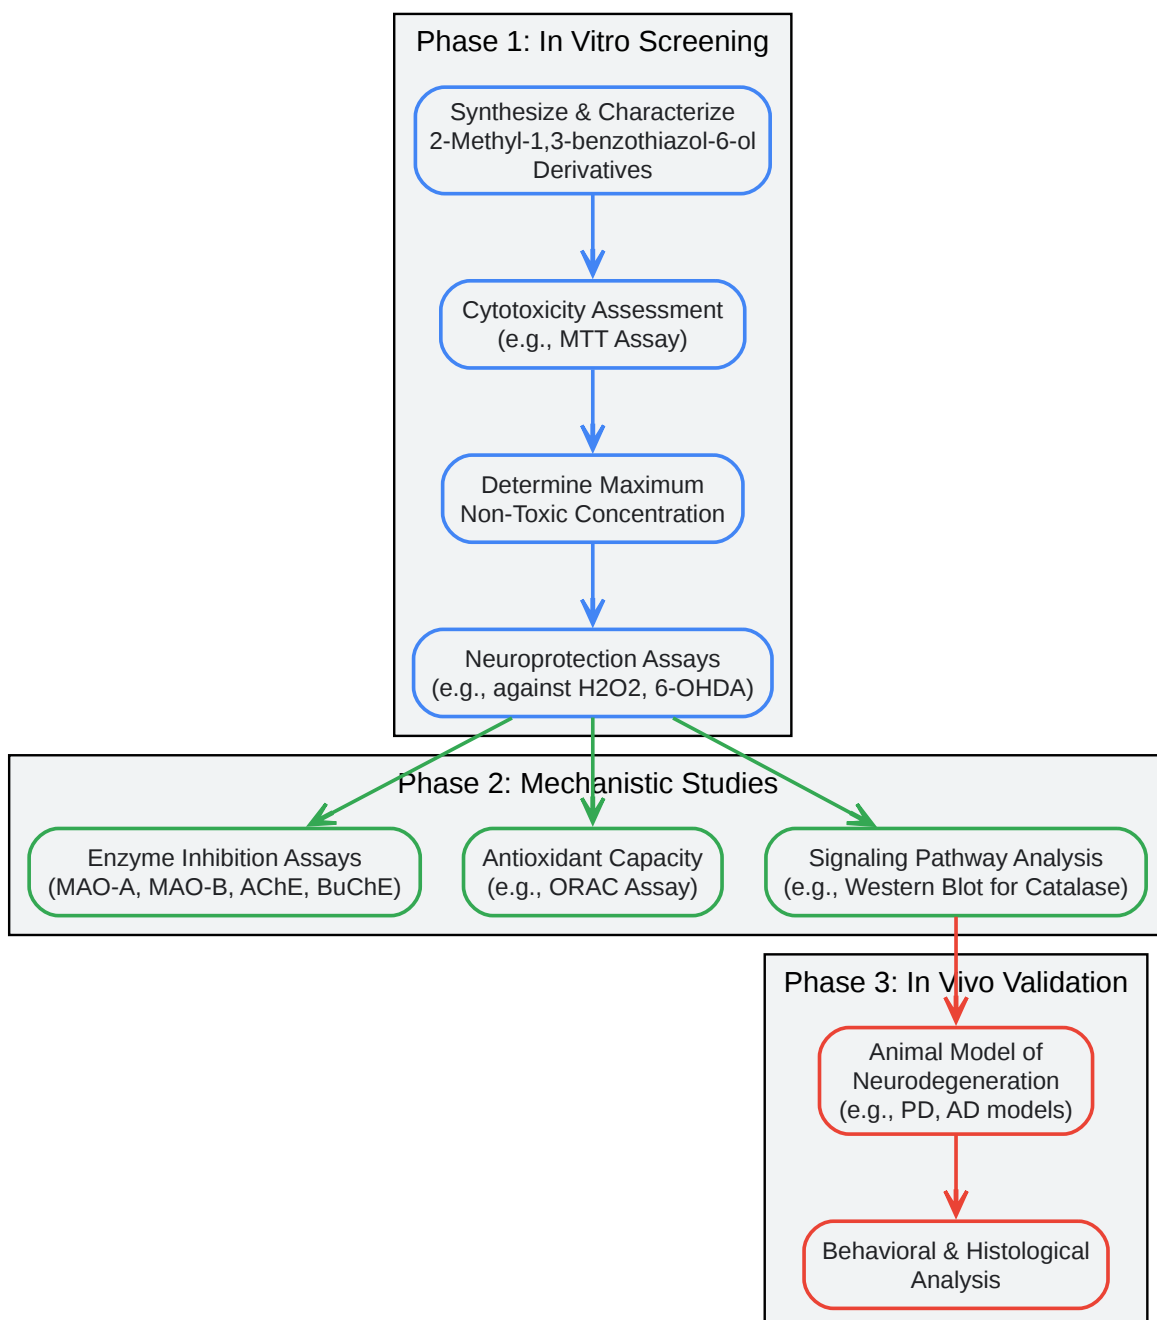 Phase 1: In Vitro Screening
Synthesize & Characterize
2-Methyl-1,3-benzothiazol-6-ol
Derivatives
Cytotoxicity Assessment
(e.g., MTT Assay)
Determine Maximum
Non-Toxic Concentration
Neuroprotection Assays
(e.g., against H2O2, 6-OHDA)
Phase 2: Mechanistic Studies
Enzyme Inhibition Assays
(MAO-A, MAO-B, AChE, BuChE)
Antioxidant Capacity
(e.g., ORAC Assay)
Signaling Pathway Analysis
(e.g., Western Blot for Catalase)
Phase 3: In Vivo Validation
Animal Model of
Neurodegeneration
(e.g., PD, AD models)
Behavioral & Histological
Analysis